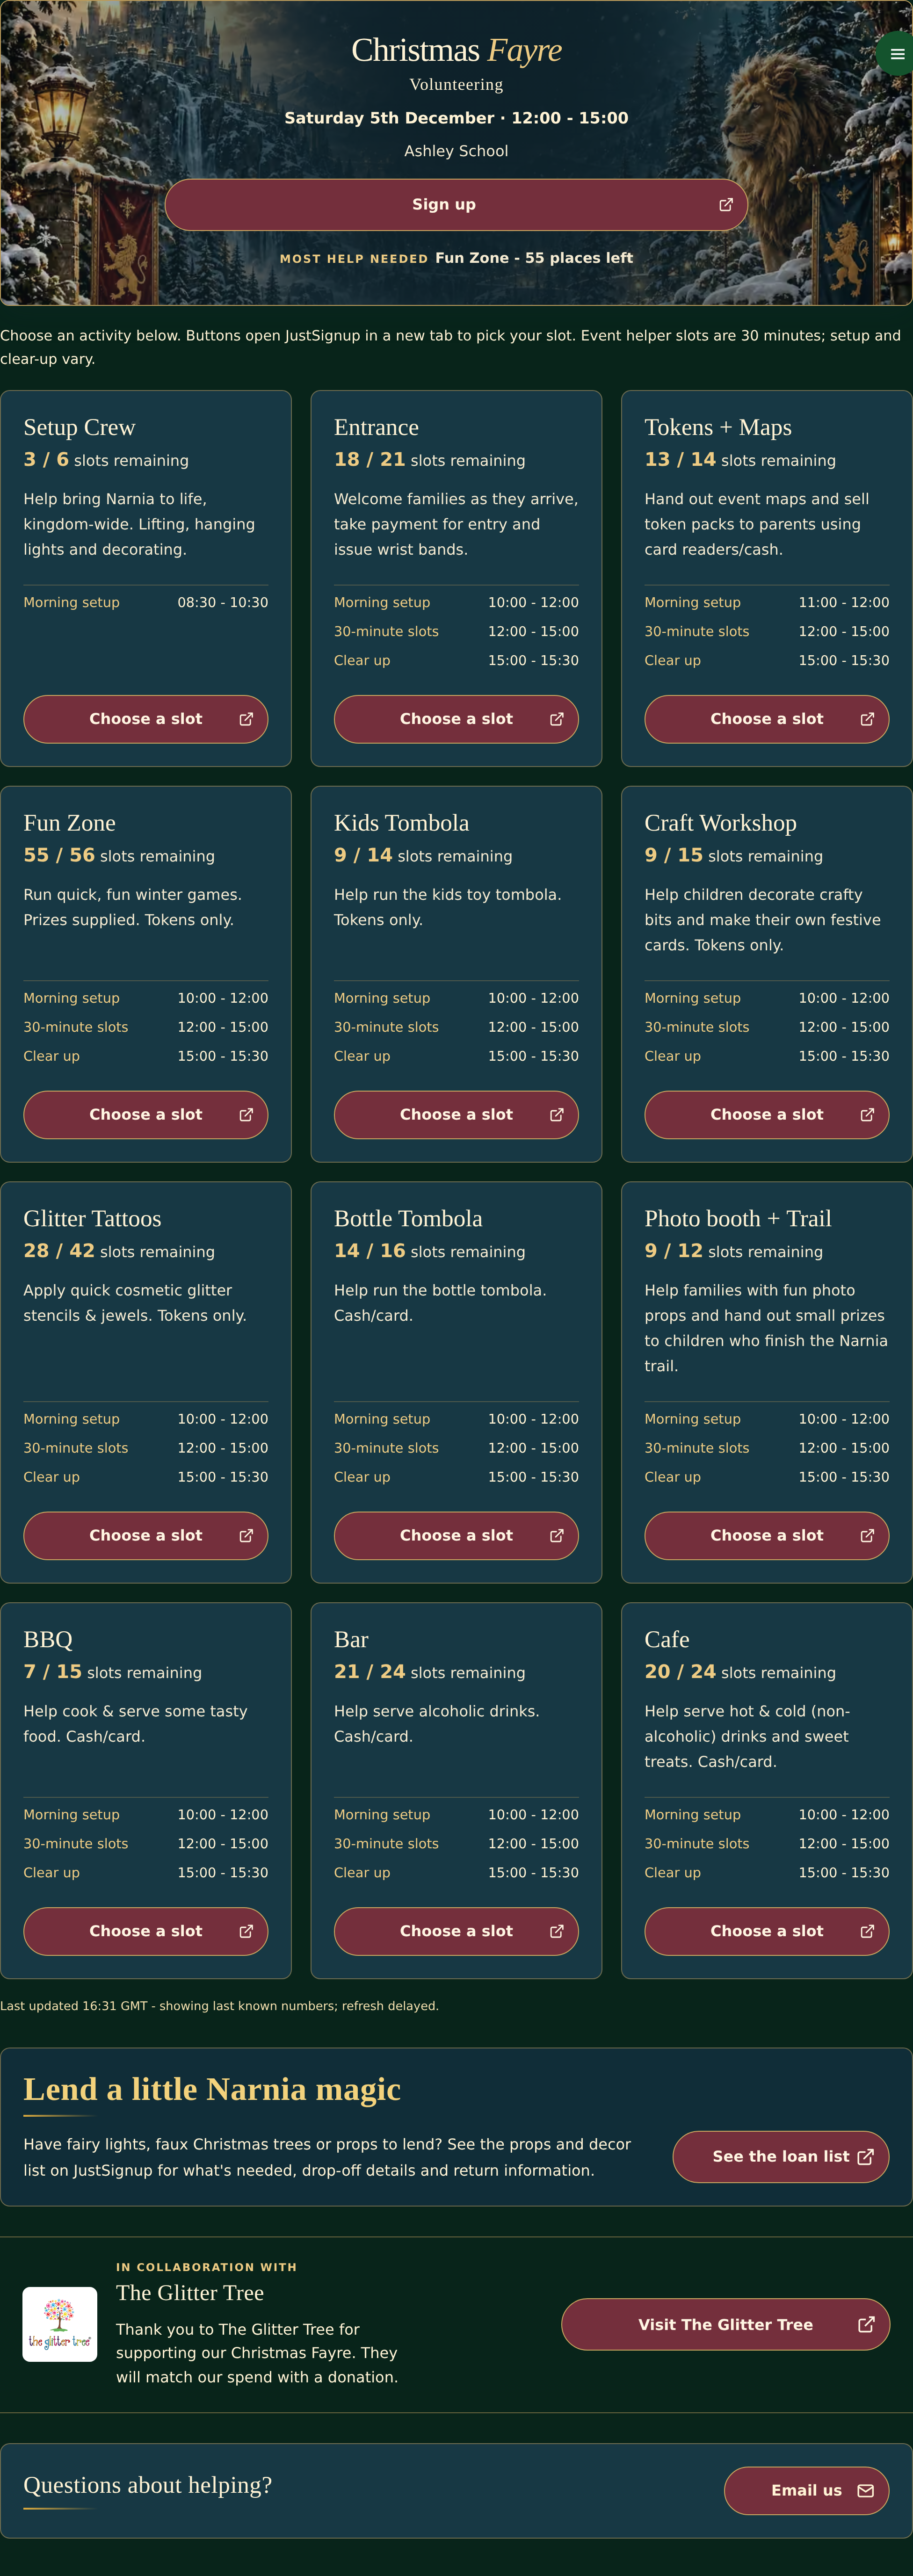 Christmas Fayre
Volunteering
Saturday 5th December · 12:00 - 15:00
Ashley School
Sign up
MOST HELP NEEDED Fun Zone - 55 places left
Choose an activity below. Buttons open JustSignup in a new tab to pick your slot. Event helper slots are 30 minutes; setup and
clear-up vary.
Setup Crew
3 / 6 slots remaining
Help bring Narnia to life,
kingdom-wide. Lifting, hanging
lights and decorating.
Morning setup 08:30 - 10:30
Choose a slot
Entrance
18 / 21 slots remaining
Welcome families as they arrive,
take payment for entry and
issue wrist bands.
Morning setup 10:00 - 12:00
30-minute slots 12:00 - 15:00
Clear up 15:00 - 15:30
Choose a slot
Tokens + Maps
13 / 14 slots remaining
Hand out event maps and sell
token packs to parents using
card readers/cash.
Morning setup 11:00 - 12:00
30-minute slots 12:00 - 15:00
Clear up 15:00 - 15:30
Choose a slot
Fun Zone
55 / 56 slots remaining
Run quick, fun winter games.
Prizes supplied. Tokens only.
Morning setup 10:00 - 12:00
30-minute slots 12:00 - 15:00
Clear up 15:00 - 15:30
Choose a slot
Kids Tombola
9 / 14 slots remaining
Help run the kids toy tombola.
Tokens only.
Morning setup 10:00 - 12:00
30-minute slots 12:00 - 15:00
Clear up 15:00 - 15:30
Choose a slot
Craft Workshop
9 / 15 slots remaining
Help children decorate crafty
bits and make their own festive
cards. Tokens only.
Morning setup 10:00 - 12:00
30-minute slots 12:00 - 15:00
Clear up 15:00 - 15:30
Choose a slot
Glitter Tattoos
28 / 42 slots remaining
Apply quick cosmetic glitter
stencils & jewels. Tokens only.
Morning setup 10:00 - 12:00
30-minute slots 12:00 - 15:00
Clear up 15:00 - 15:30
Choose a slot
Bottle Tombola
14 / 16 slots remaining
Help run the bottle tombola.
Cash/card.
Morning setup 10:00 - 12:00
30-minute slots 12:00 - 15:00
Clear up 15:00 - 15:30
Choose a slot
Photo booth + Trail
9 / 12 slots remaining
Help families with fun photo
props and hand out small prizes
to children who finish the Narnia
trail.
Morning setup 10:00 - 12:00
30-minute slots 12:00 - 15:00
Clear up 15:00 - 15:30
Choose a slot
BBQ
7 / 15 slots remaining
Help cook & serve some tasty
food. Cash/card.
Morning setup 10:00 - 12:00
30-minute slots 12:00 - 15:00
Clear up 15:00 - 15:30
Choose a slot
Bar
21 / 24 slots remaining
Help serve alcoholic drinks.
Cash/card.
Morning setup 10:00 - 12:00
30-minute slots 12:00 - 15:00
Clear up 15:00 - 15:30
Choose a slot
Cafe
20 / 24 slots remaining
Help serve hot & cold (non-
alcoholic) drinks and sweet
treats. Cash/card.
Morning setup 10:00 - 12:00
30-minute slots 12:00 - 15:00
Clear up 15:00 - 15:30
Choose a slot
Last updated 16:31 GMT - showing last known numbers; refresh delayed.
Lend a little Narnia magic
Have fairy lights, faux Christmas trees or props to lend? See the props and decor
list on JustSignup for what's needed, drop-off details and return information.
See the loan list
the glitter tree
IN COLLABORATION WITH
The Glitter Tree
Thank you to The Glitter Tree for
supporting our Christmas Fayre. They
will match our spend with a donation.
Visit The Glitter Tree
Questions about helping?
Email us